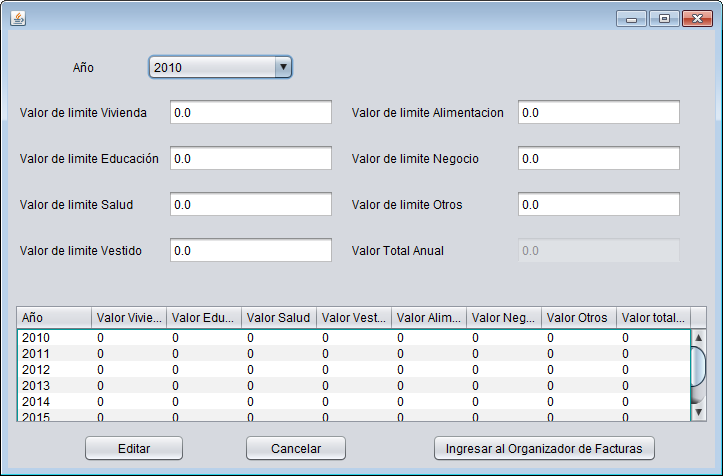 Año 2010
Valor de limite Vivienda 0.0 Valor de limite Alimentacion 0.0
Valor de limite Educación 0.0 Valor de limite Negocio 0.0
Valor de limite Salud 0.0 Valor de limite Otros 0.0
Valor de limite Vestido 0.0 Valor Total Anual 0.0
Año Valor Vivie... Valor Edu... Valor Salud Valor Vest... Valor Alim... Valor Neg... Valor Otros Valor total...
2010 0 0 0 0 0 0 0 0
2011 0 0 0 0 0 0 0 0
2012 0 0 0 0 0 0 0 0
2013 0 0 0 0 0 0 0 0
2014 0 0 0 0 0 0 0 0
2015 0 0 0 0 0 0 0 0
Editar Cancelar Ingresar al Organizador de Facturas